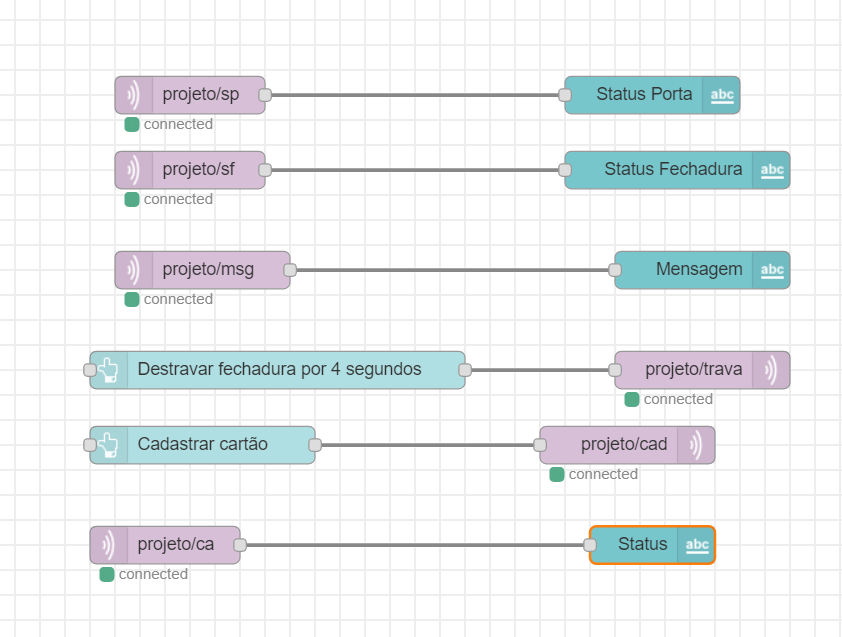 projeto/sp
Status Porta
abc
connected
projeto/sf
Status Fechadura
abc
connected
projeto/msg
Mensagem
abc
connected
Destravar fechadura por 4 segundos
projeto/trava
connected
Cadastrar cartão
projeto/cad
connected
projeto/ca
Status
abc
connected